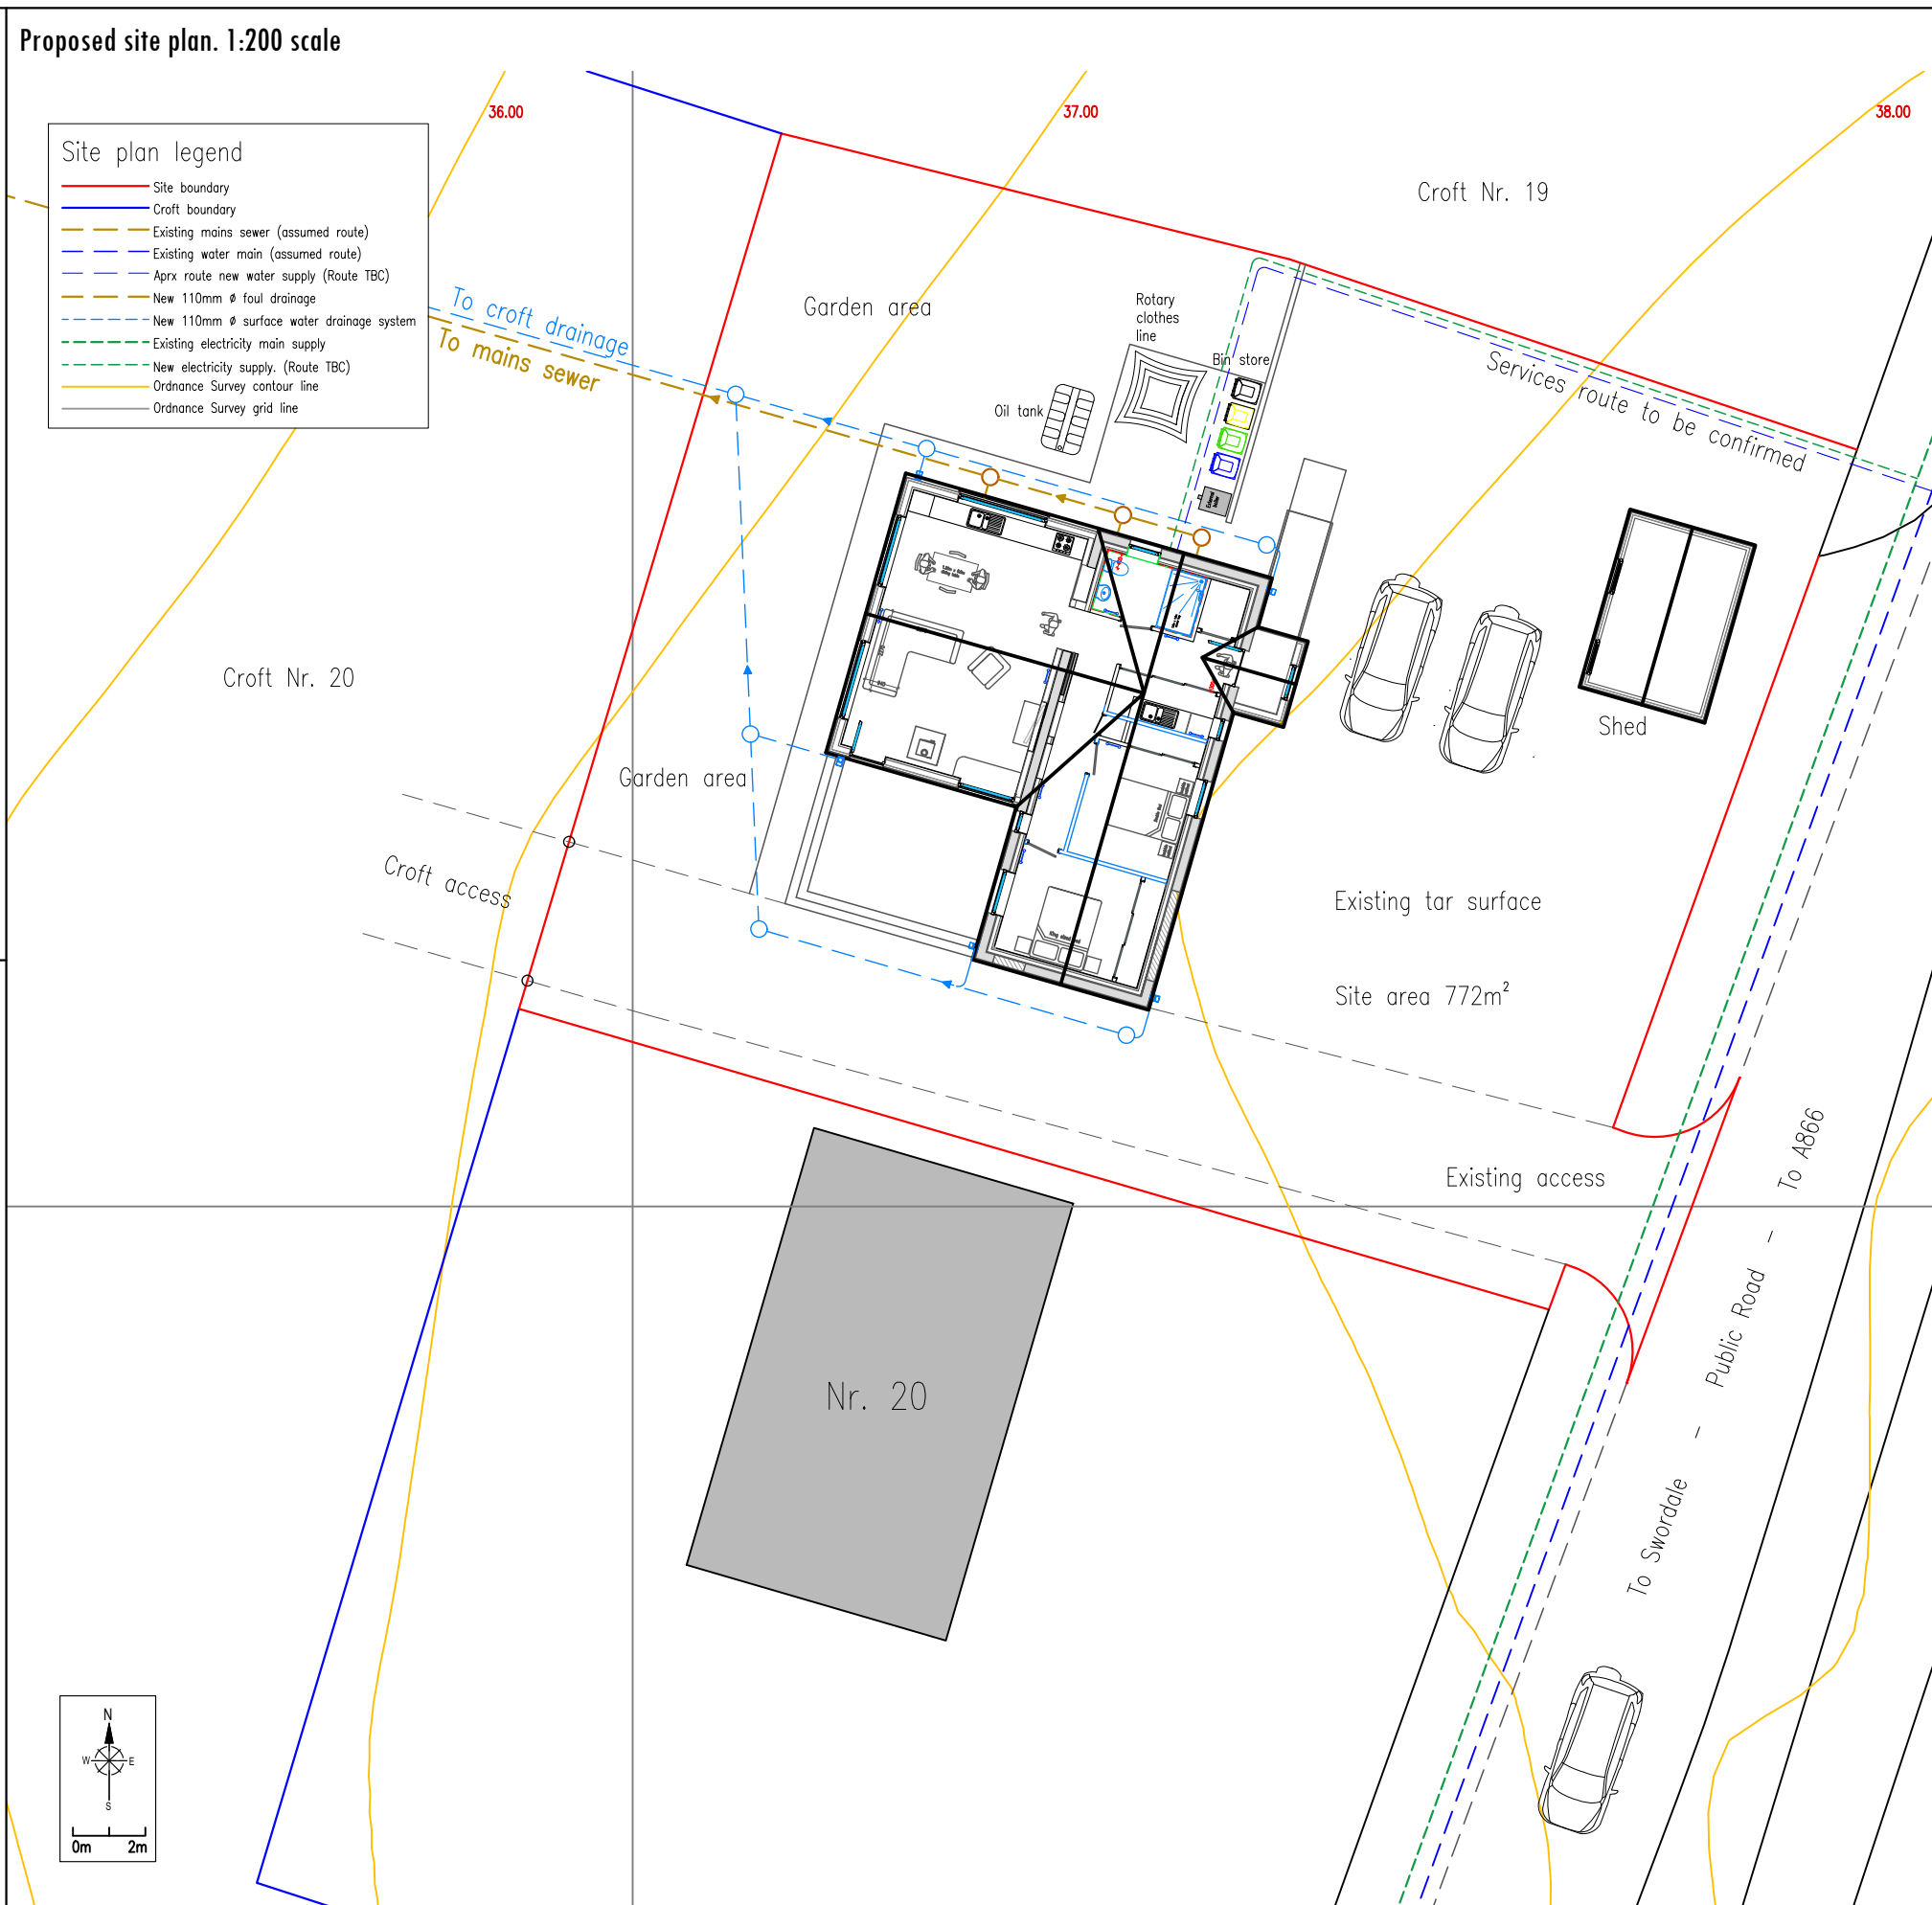 Proposed site plan. 1:200 scale
36.00
37.00
38.00
Site plan legend
Site boundary
Croft boundary
Existing mains sewer (assumed route)
Existing water main (assumed route)
Aprx route new water supply (Route TBC)
New 110mm ø foul drainage
New 110mm ø surface water drainage system
Existing electricity main supply
New electricity supply. (Route TBC)
Ordnance Survey contour line
Ordnance Survey grid line
Croft Nr. 19
To croft drainage
To mains sewer
Garden area
Rotary
clothes
line
Bin store
Oil tank
Services route to be confirmed
Croft Nr. 20
Garden area
Shed
Croft access
Existing tar surface
Site area 772m²
Existing access
To Swordale - Public Road - To A866
Nr. 20
N
W
E
S
0m
2m